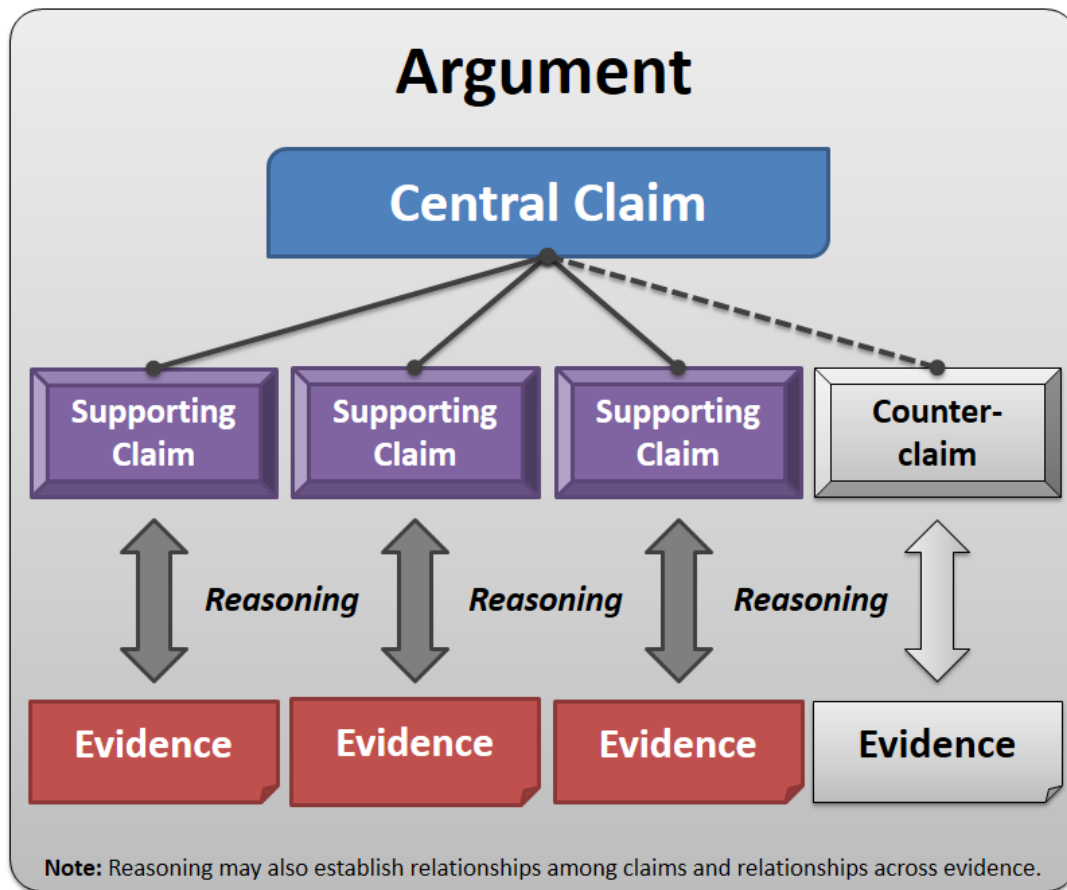 Argument
Central Claim
Supporting
Claim
Supporting
Claim
Supporting
Claim
Counter-
claim
Reasoning
Reasoning
Reasoning
Evidence
Evidence
Evidence
Evidence
Note: Reasoning may also establish relationships among claims and relationships across evidence.